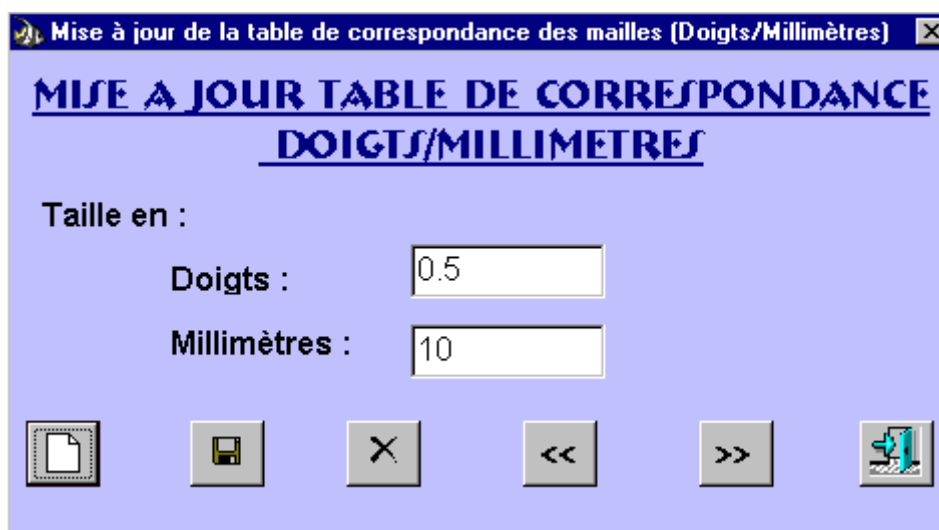 Mise à jour de la table de correspondance des mailles (Doigts/Millimètres)
MISE A JOUR TABLE DE CORRESPONDANCE
DOIGTS/MILLIMETRES
Taille en :
Doigts : 0.5
Millimètres : 10
<< >>